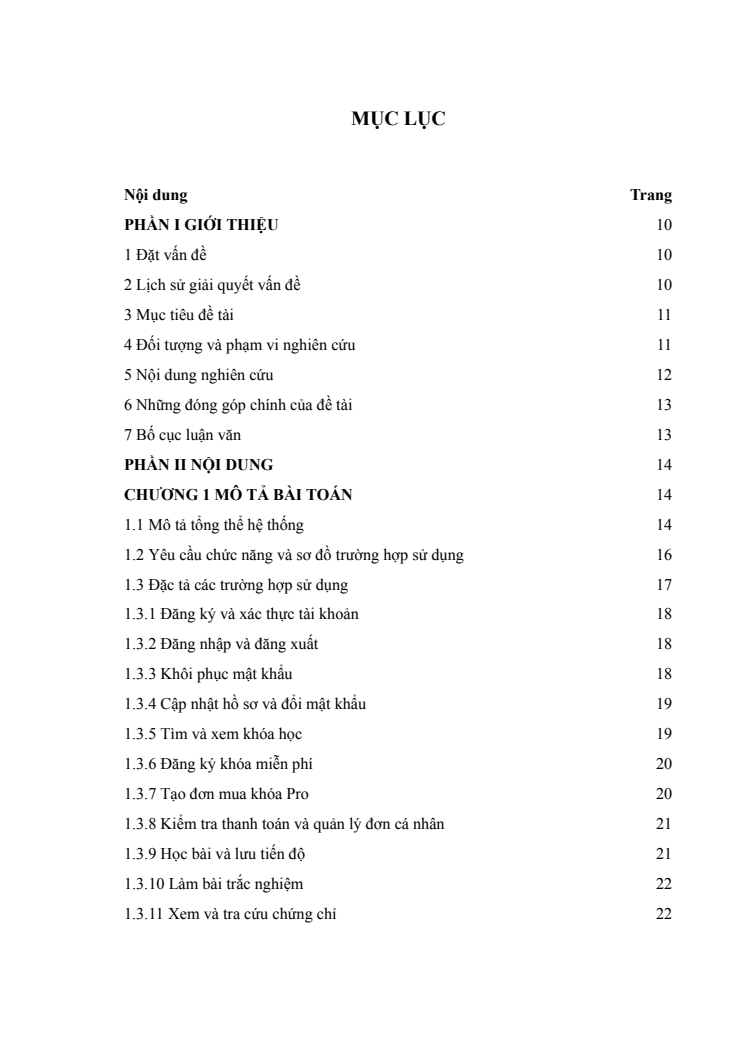 MỤC LỤC
Nội dung Trang
PHẦN I GIỚI THIỆU 10
1 Đặt vấn đề 10
2 Lịch sử giải quyết vấn đề 10
3 Mục tiêu đề tài 11
4 Đối tượng và phạm vi nghiên cứu 11
5 Nội dung nghiên cứu 12
6 Những đóng góp chính của đề tài 13
7 Bố cục luận văn 13
PHẦN II NỘI DUNG 14
CHƯƠNG 1 MÔ TẢ BÀI TOÁN 14
1.1 Mô tả tổng thể hệ thống 14
1.2 Yêu cầu chức năng và sơ đồ trường hợp sử dụng 16
1.3 Đặc tả các trường hợp sử dụng 17
1.3.1 Đăng ký và xác thực tài khoản 18
1.3.2 Đăng nhập và đăng xuất 18
1.3.3 Khôi phục mật khẩu 18
1.3.4 Cập nhật hồ sơ và đổi mật khẩu 19
1.3.5 Tìm và xem khóa học 19
1.3.6 Đăng ký khóa miễn phí 20
1.3.7 Tạo đơn mua khóa Pro 20
1.3.8 Kiểm tra thanh toán và quản lý đơn cá nhân 21
1.3.9 Học bài và lưu tiến độ 21
1.3.10 Làm bài trắc nghiệm 22
1.3.11 Xem và tra cứu chứng chỉ 22